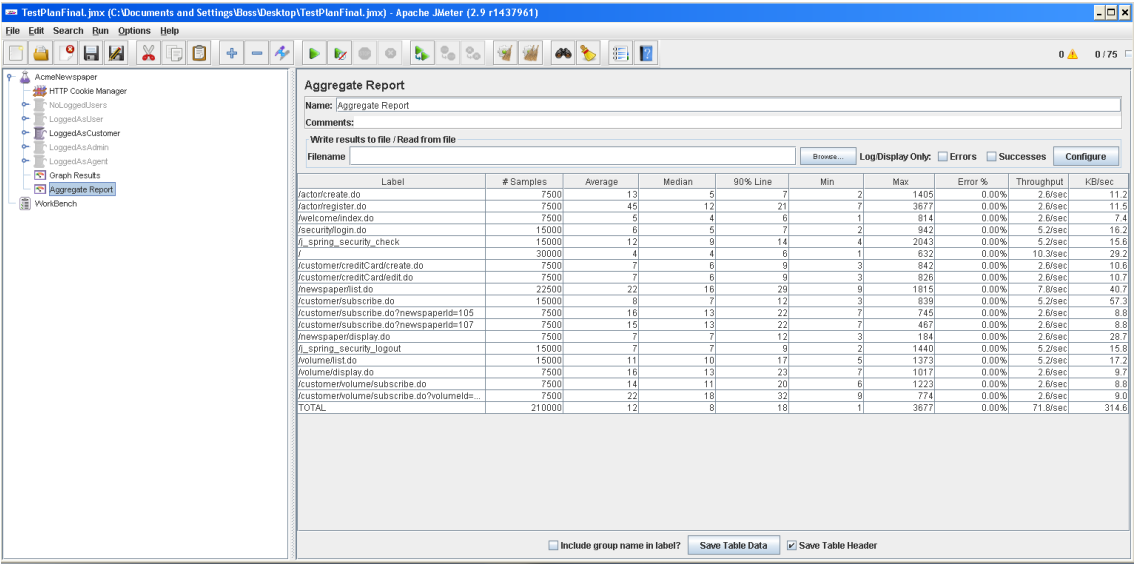 TestPlanFinal.jmx (C:\Documents and Settings\Boss\Desktop\TestPlanFinal.jmx) - Apache JMeter (2.9 r1437961)
File Edit Search Run Options Help
0 0 / 75
AcmeNewspaper
HTTP Cookie Manager
NoLoggedUsers
LoggedAsUser
LoggedAsCustomer
LoggedAsAdmin
LoggedAsAgent
Graph Results
Aggregate Report
WorkBench
Aggregate Report
Name: Aggregate Report
Comments:
Write results to file / Read from file
Filename Browse... Log/Display Only: Errors Successes Configure
Label # Samples Average Median 90% Line Min Max Error % Throughput KB/sec
/actor/create.do 7500 13 5 7 2 1405 0.00% 2.6/sec 11.2
/actor/register.do 7500 45 12 21 7 3677 0.00% 2.6/sec 11.5
/welcome/index.do 7500 5 4 6 1 814 0.00% 2.6/sec 7.4
/security/login.do 15000 6 5 7 2 942 0.00% 5.2/sec 16.2
/j_spring_security_check 15000 12 9 14 4 2043 0.00% 5.2/sec 15.6
/ 30000 4 4 6 1 632 0.00% 10.3/sec 29.2
/customer/creditCard/create.do 7500 7 6 9 3 842 0.00% 2.6/sec 10.6
/customer/creditCard/edit.do 7500 7 6 9 3 826 0.00% 2.6/sec 10.7
/newspaper/list.do 22500 22 16 29 9 1815 0.00% 7.8/sec 40.7
/customer/subscribe.do 15000 8 7 12 3 839 0.00% 5.2/sec 57.3
/customer/subscribe.do?newspaperId=105 7500 16 13 22 7 745 0.00% 2.6/sec 8.8
/customer/subscribe.do?newspaperId=107 7500 15 13 22 7 467 0.00% 2.6/sec 8.8
/newspaper/display.do 7500 7 7 12 3 184 0.00% 2.6/sec 28.7
/j_spring_security_logout 15000 7 7 9 2 1440 0.00% 5.2/sec 15.8
/volume/list.do 15000 11 10 17 5 1373 0.00% 5.2/sec 17.2
/volume/display.do 7500 16 13 23 7 1017 0.00% 2.6/sec 9.7
/customer/volume/subscribe.do 7500 14 11 20 6 1223 0.00% 2.6/sec 8.8
/customer/volume/subscribe.do?volumeId=... 7500 22 18 32 9 774 0.00% 2.6/sec 9.0
TOTAL 210000 12 8 18 1 3677 0.00% 71.8/sec 314.6
Include group name in label? Save Table Data Save Table Header